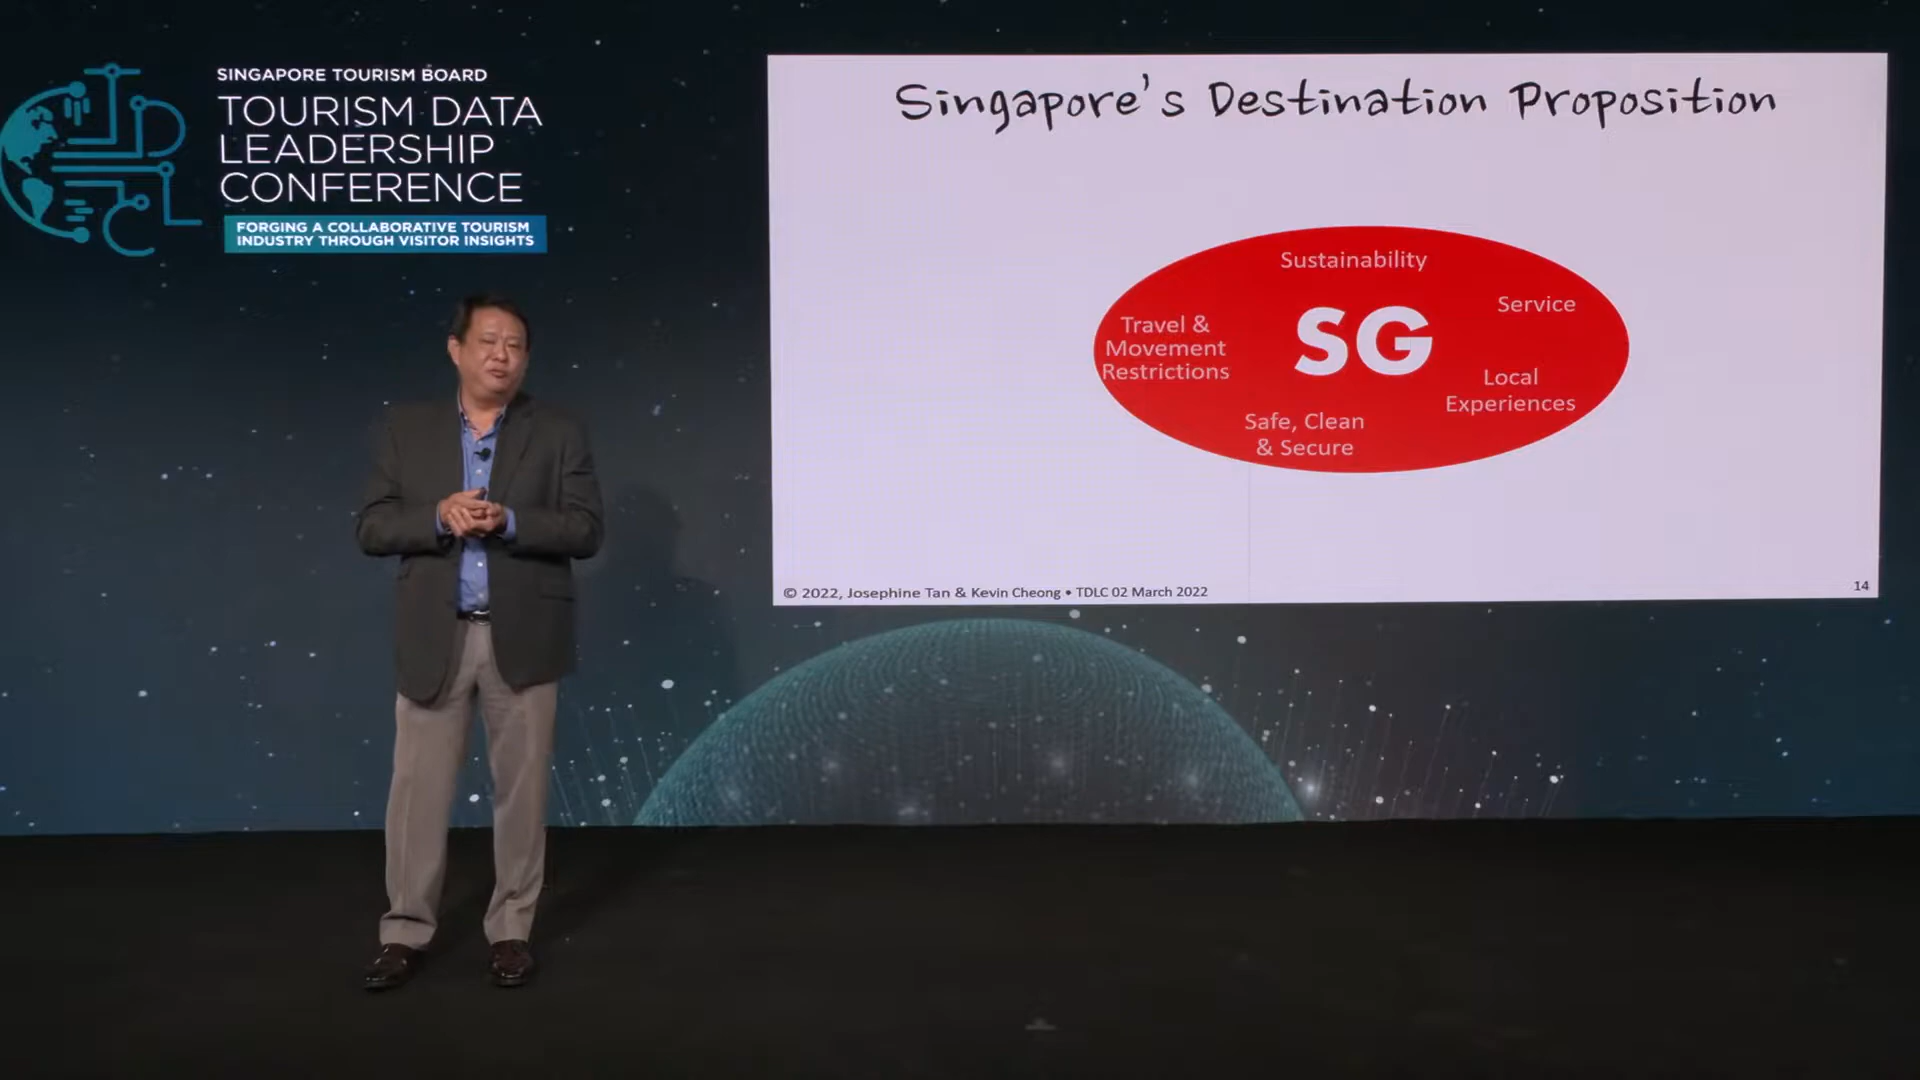 SINGAPORE TOURISM BOARD
TOURISM DATA
LEADERSHIP
CONFERENCE
FORGING A COLLABORATIVE TOURISM
INDUSTRY THROUGH VISITOR INSIGHTS
Singapore's Destination Proposition
Sustainability
Service
SG
Travel &
Movement
Restrictions
Local
Experiences
Safe, Clean
& Secure
© 2022, Josephine Tan & Kevin Cheong • TDLC 02 March 2022
14